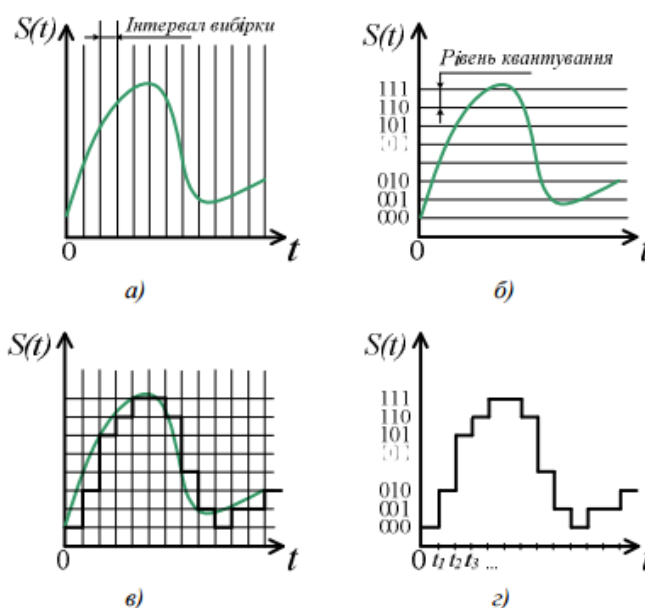 S(t)
Інтервал вибірки
0
t
а)
S(t)
Рівень квантування
111
110
101
010
001
000
0
t
б)
S(t)
0
t
в)
S(t)
111
110
101
010
001
000
0
t1 t2 t3 ...
t
г)